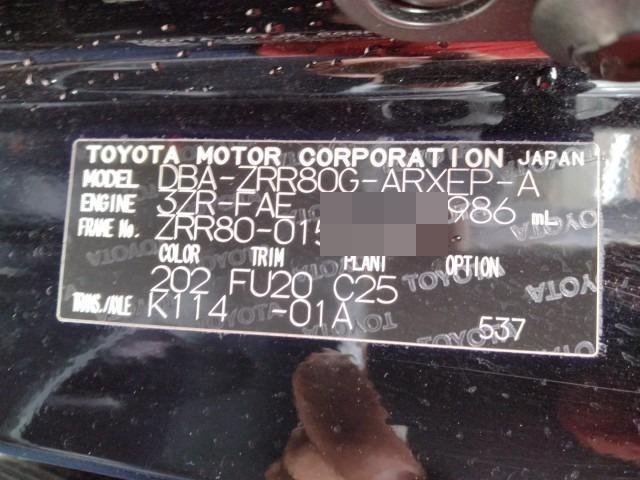 TOYOTA MOTOR CORPORATION JAPAN
MODEL DBA-ZRR80G-ARXEP-A
ENGINE 3ZR-FAE 986 mL
FRAME No. ZRR80-015
COLOR TRIM PLANT OPTION
202 FU20 C25
TRANS./AXLE K114 -01A
537